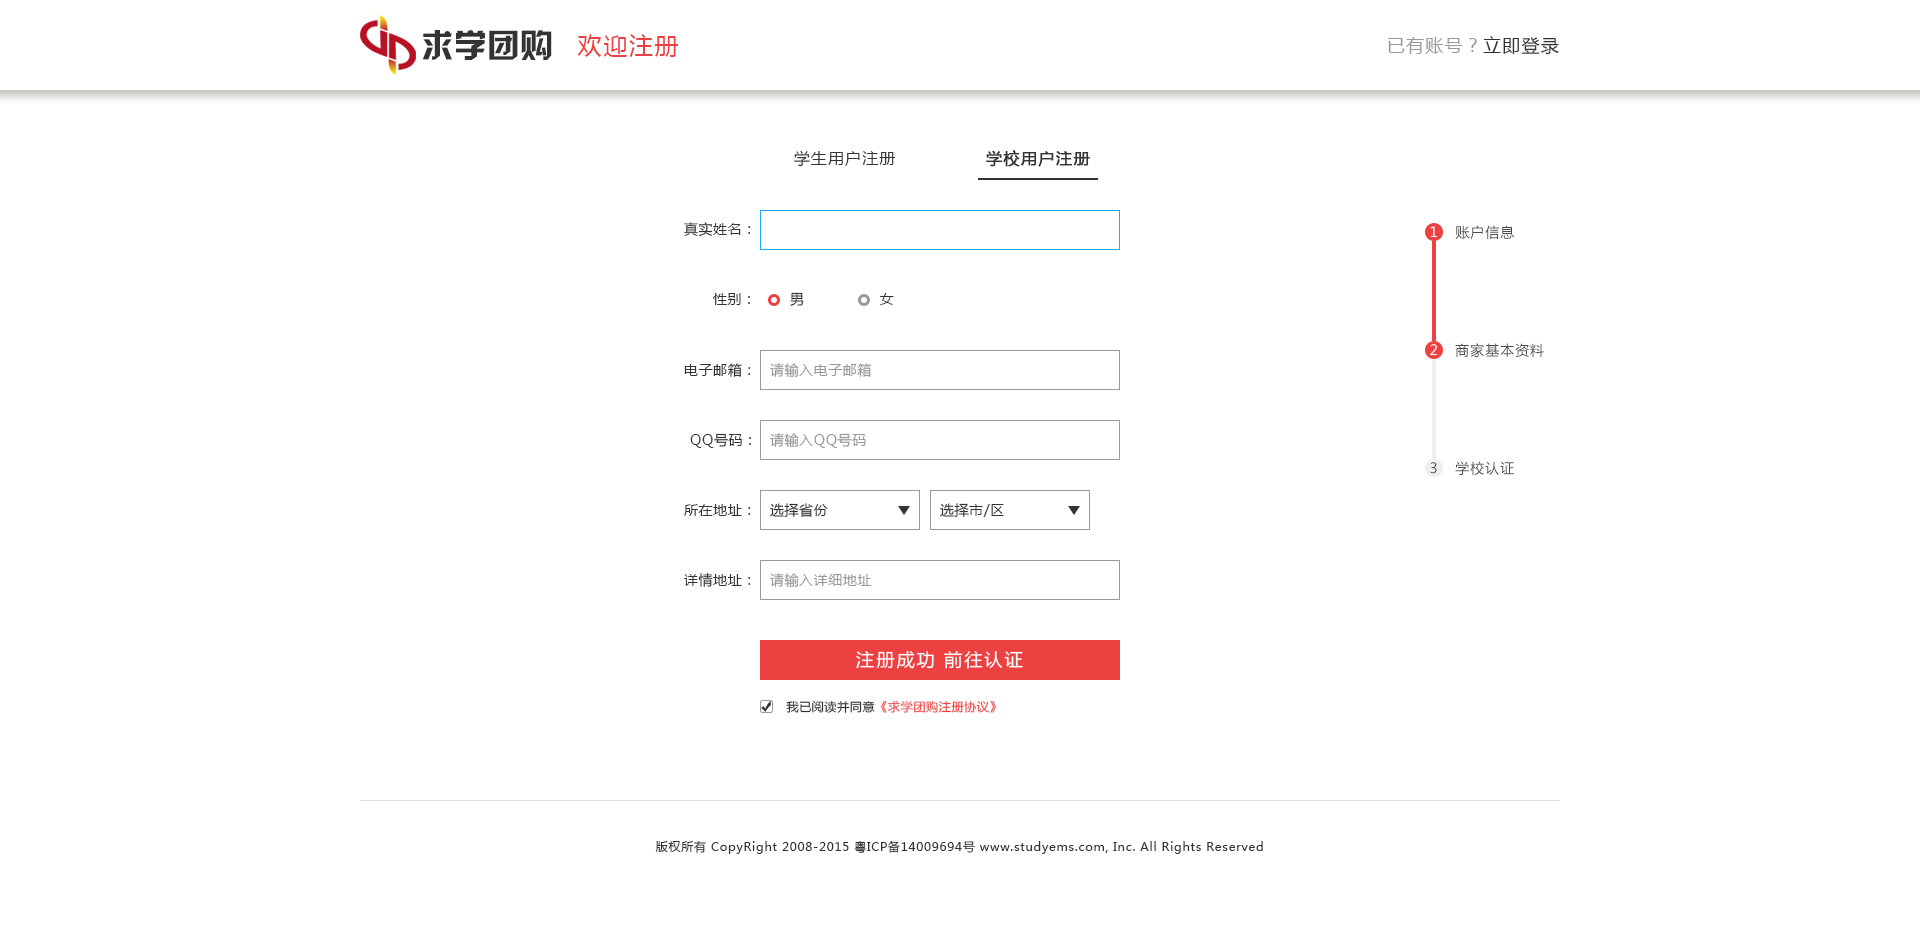 求学团购 欢迎注册 已有账号？立即登录
学生用户注册 学校用户注册
真实姓名：
1 账户信息
性别： 男 女
2 商家基本资料
电子邮箱： 请输入电子邮箱
QQ号码： 请输入QQ号码
3 学校认证
所在地址： 选择省份 选择市/区
详情地址： 请输入详细地址
注册成功 前往认证
我已阅读并同意《求学团购注册协议》
版权所有 CopyRight 2008-2015 粤ICP备14009694号 www.studyems.com, Inc. All Rights Reserved